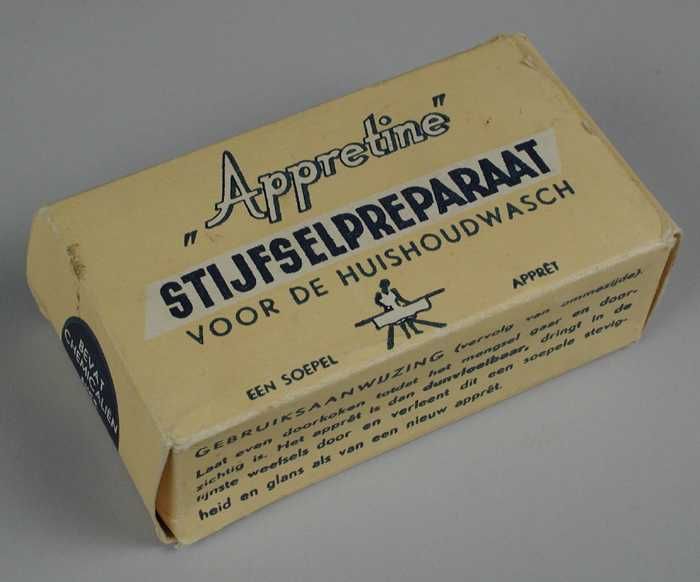 "Appretine"
STIJFSELPREPARAAT
VOOR DE HUISHOUDWASCH
EEN SOEPEL APPRÊT
GEBRUIKSAANWIJZING (vervolg van ommezijde).
Laat even doorkoken totdat het mengsel gaar en door-
zichtig is. Het apprêt is dan dunvloeibaar, dringt in de
fijnste weefsels door en verleent dit een soepele stevig-
heid en glans als van een nieuw apprêt.
BEVAT
CHEMICALIEN